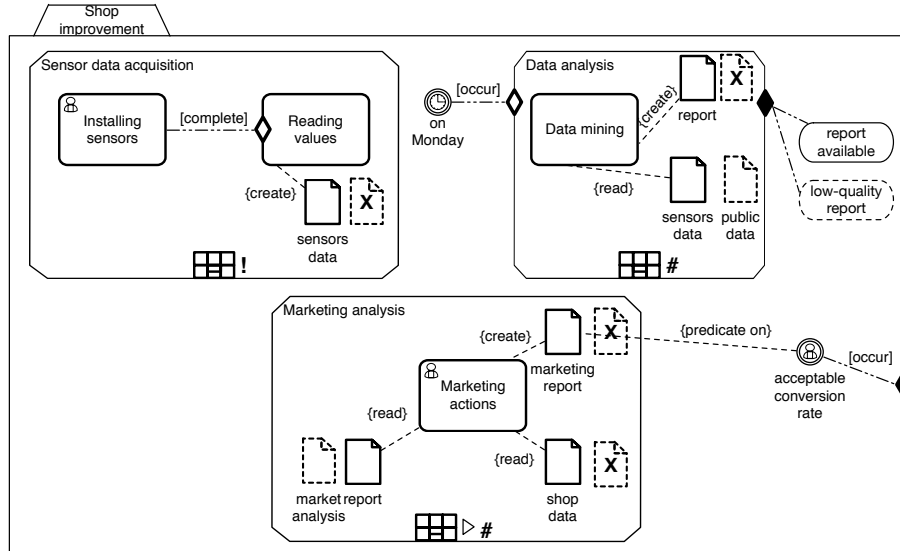 Shop
improvement
Sensor data acquisition
Installing
sensors
[complete]
Reading
values
{create}
X
sensors
data
!
[occur]
on
Monday
Data analysis
Data mining
{create}
X
report
{read}
sensors
data
public
data
#
report
available
low-quality
report
Marketing analysis
{create}
X
marketing
report
{predicate on}
acceptable
conversion
rate
[occur]
Marketing
actions
{read}
market
analysis
report
{read}
X
shop
data
#